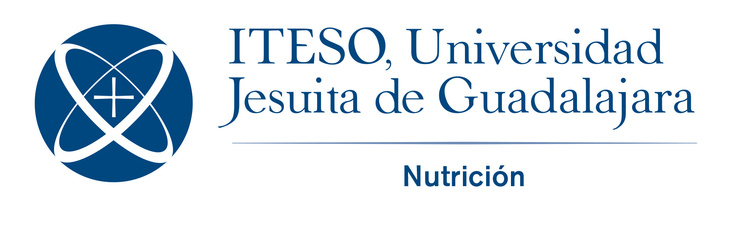 ITESO, Universidad
Jesuita de Guadalajara
Nutrición